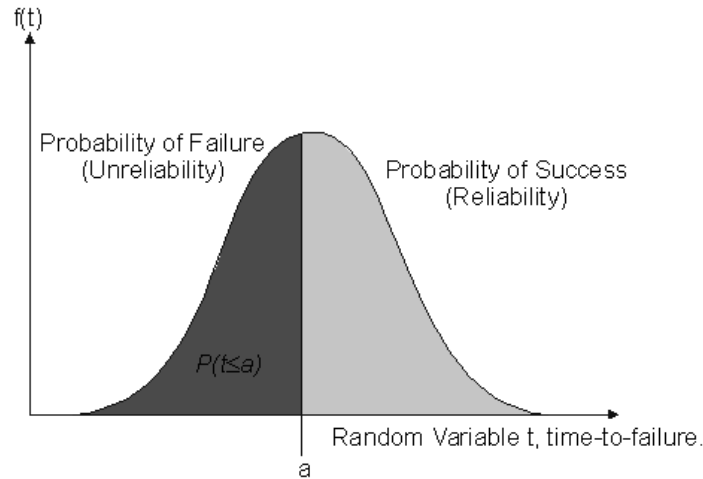 f(t)
Probability of Failure
(Unreliability)
Probability of Success
(Reliability)
P(t≤a)
Random Variable t, time-to-failure.
a